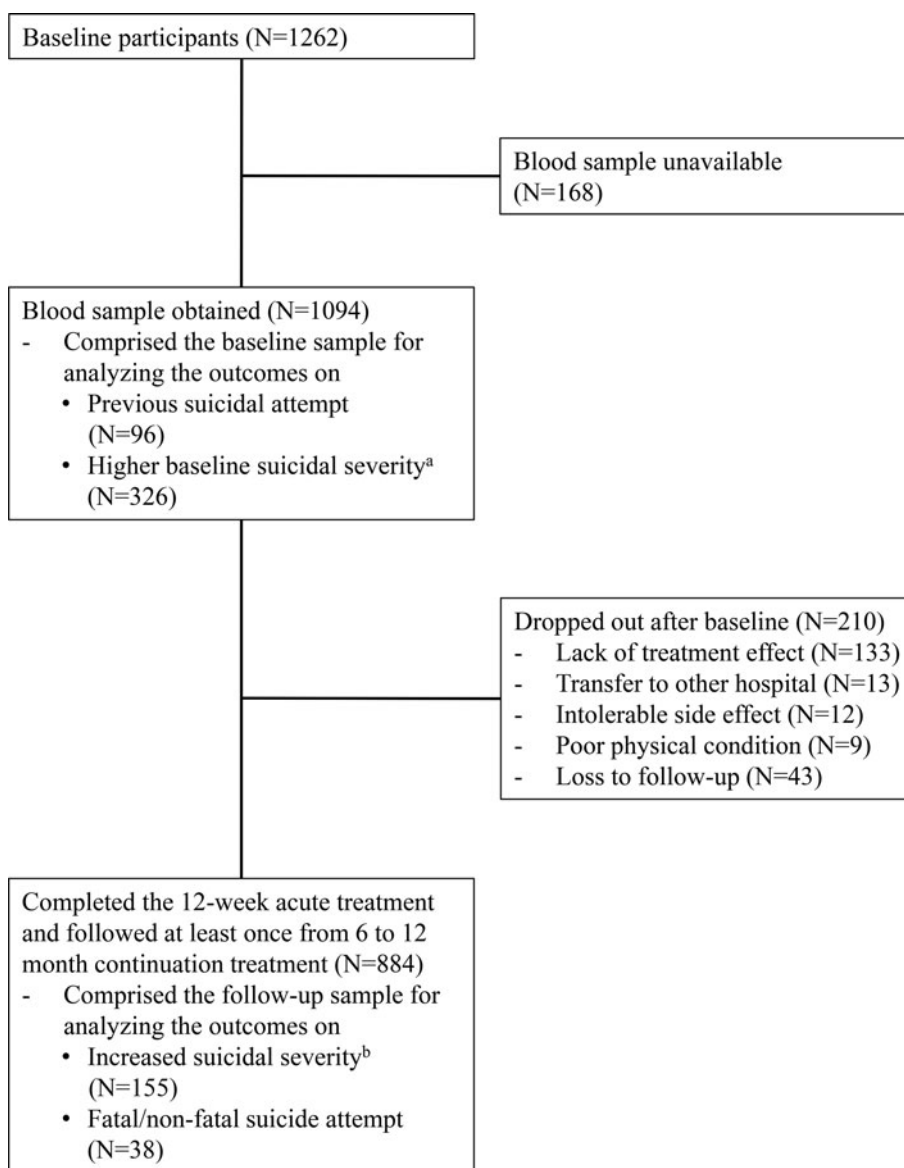 Baseline participants (N=1262)
Blood sample unavailable
(N=168)
Blood sample obtained (N=1094)
- Comprised the baseline sample for
analyzing the outcomes on
• Previous suicidal attempt
(N=96)
• Higher baseline suicidal severityᵃ
(N=326)
Dropped out after baseline (N=210)
- Lack of treatment effect (N=133)
- Transfer to other hospital (N=13)
- Intolerable side effect (N=12)
- Poor physical condition (N=9)
- Loss to follow-up (N=43)
Completed the 12-week acute treatment
and followed at least once from 6 to 12
month continuation treatment (N=884)
- Comprised the follow-up sample for
analyzing the outcomes on
• Increased suicidal severityᵇ
(N=155)
• Fatal/non-fatal suicide attempt
(N=38)